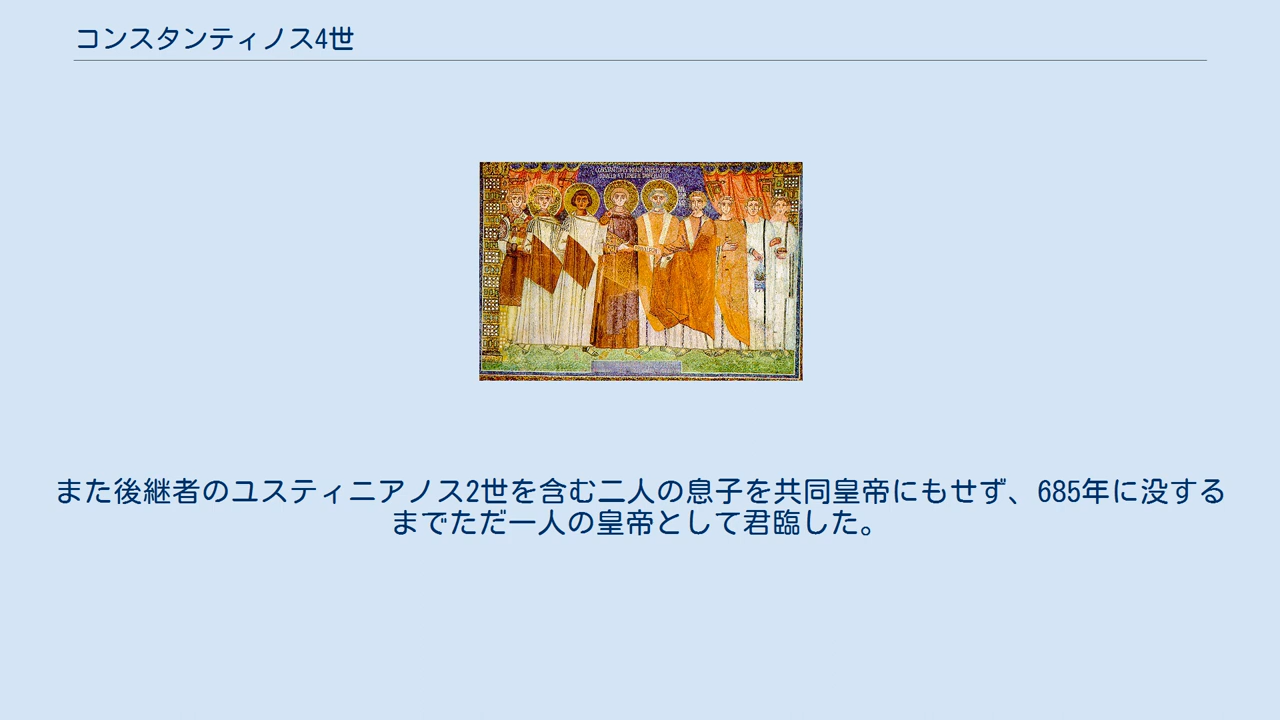 コンスタンティノス4世
また後継者のユスティニアノス2世を含む二人の息子を共同皇帝にもせず、685年に没する
までただ一人の皇帝として君臨した。